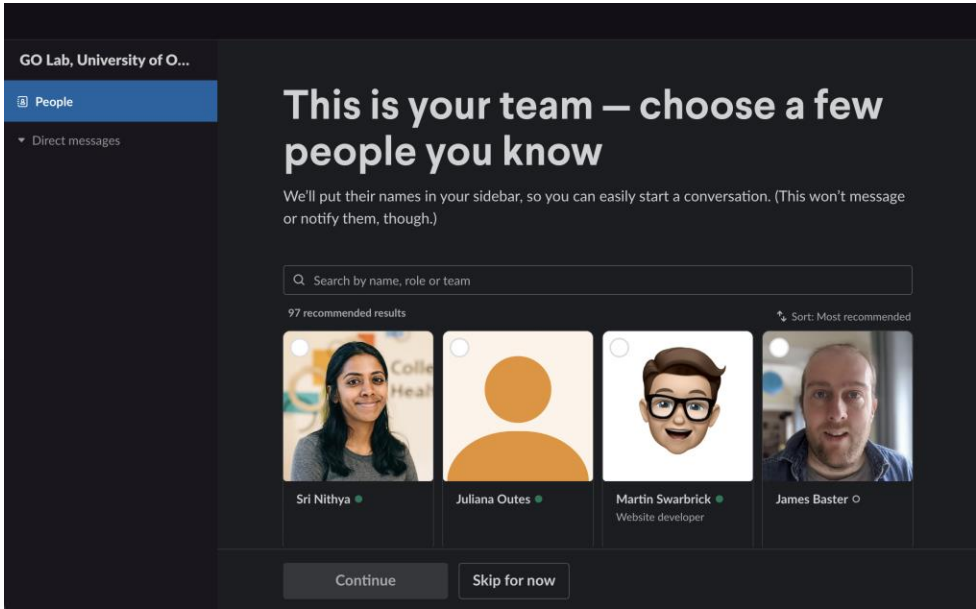 GO Lab, University of O...
People
Direct messages
This is your team — choose a few
people you know
We'll put their names in your sidebar, so you can easily start a conversation. (This won't message
or notify them, though.)
Search by name, role or team
97 recommended results
Sort: Most recommended
Colle
Heal
Sri Nithya
Juliana Outes
Martin Swarbrick
Website developer
James Baster
Continue
Skip for now